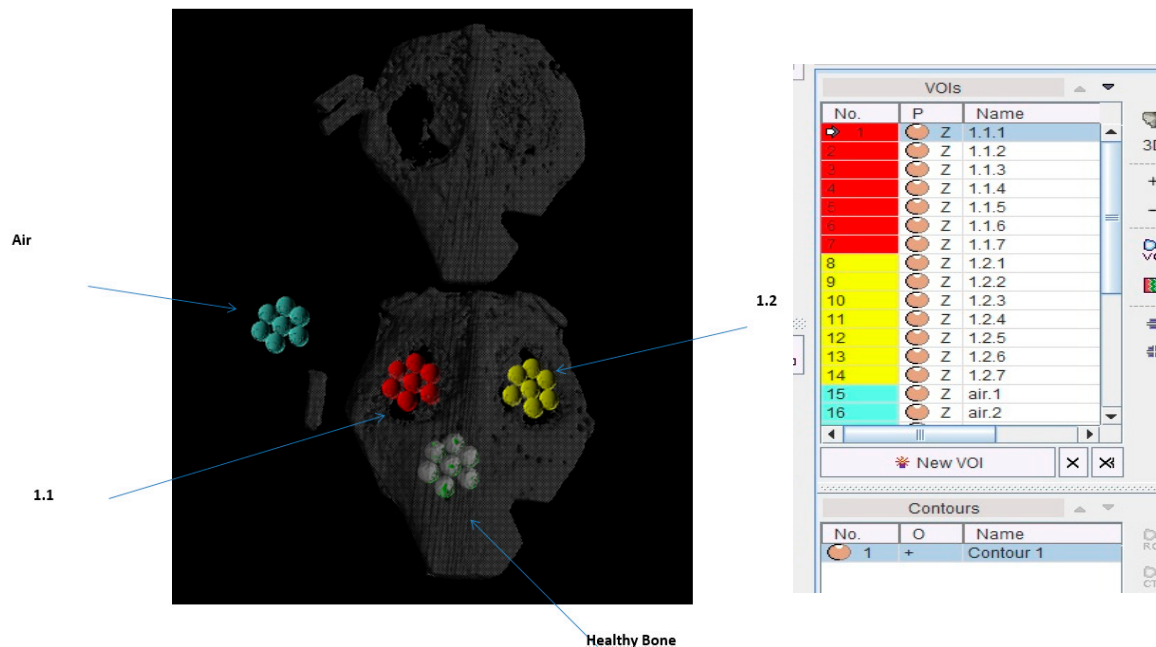 Air
1.1
1.2
Healthy Bone
VOIs
No. P Name
1 Z 1.1.1
2 Z 1.1.2
3 Z 1.1.3
4 Z 1.1.4
5 Z 1.1.5
6 Z 1.1.6
7 Z 1.1.7
8 Z 1.2.1
9 Z 1.2.2
10 Z 1.2.3
11 Z 1.2.4
12 Z 1.2.5
13 Z 1.2.6
14 Z 1.2.7
15 Z air.1
16 Z air.2
New VOI
Contours
No. O Name
1 + Contour 1